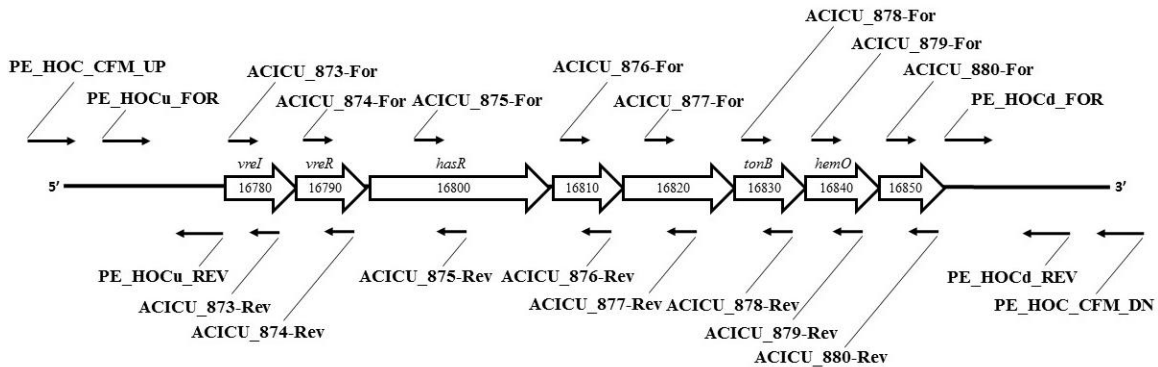 ACICU_878-For
ACICU_879-For
PE_HOC_CFM_UP
ACICU_873-For
ACICU_876-For
ACICU_880-For
PE_HOCu_FOR
ACICU_874-For
ACICU_875-For
ACICU_877-For
PE_HOCd_FOR
vreI
vreR
hasR
tonB
hemO
5’
16780
16790
16800
16810
16820
16830
16840
16850
3’
PE_HOCu_REV
ACICU_875-Rev
ACICU_876-Rev
PE_HOCd_REV
ACICU_873-Rev
ACICU_877-Rev
ACICU_878-Rev
PE_HOC_CFM_DN
ACICU_874-Rev
ACICU_879-Rev
ACICU_880-Rev